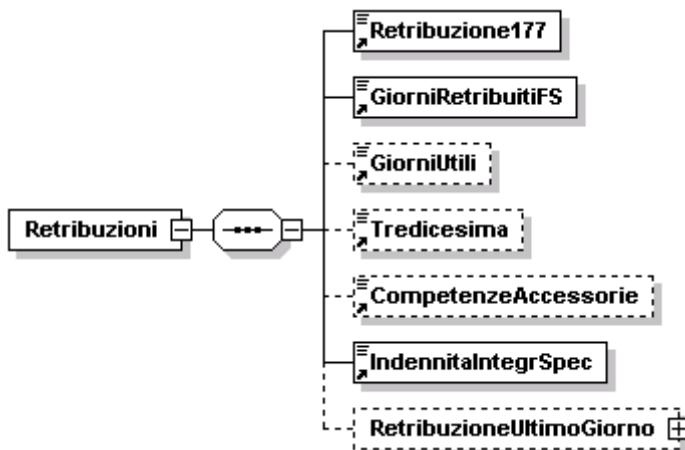 Retribuzione177
GiorniRetribuitiFS
GiorniUtili
Retribuzioni
Tredicesima
CompetenzeAccessorie
IndennitaIntegrSpec
RetribuzioneUltimoGiorno